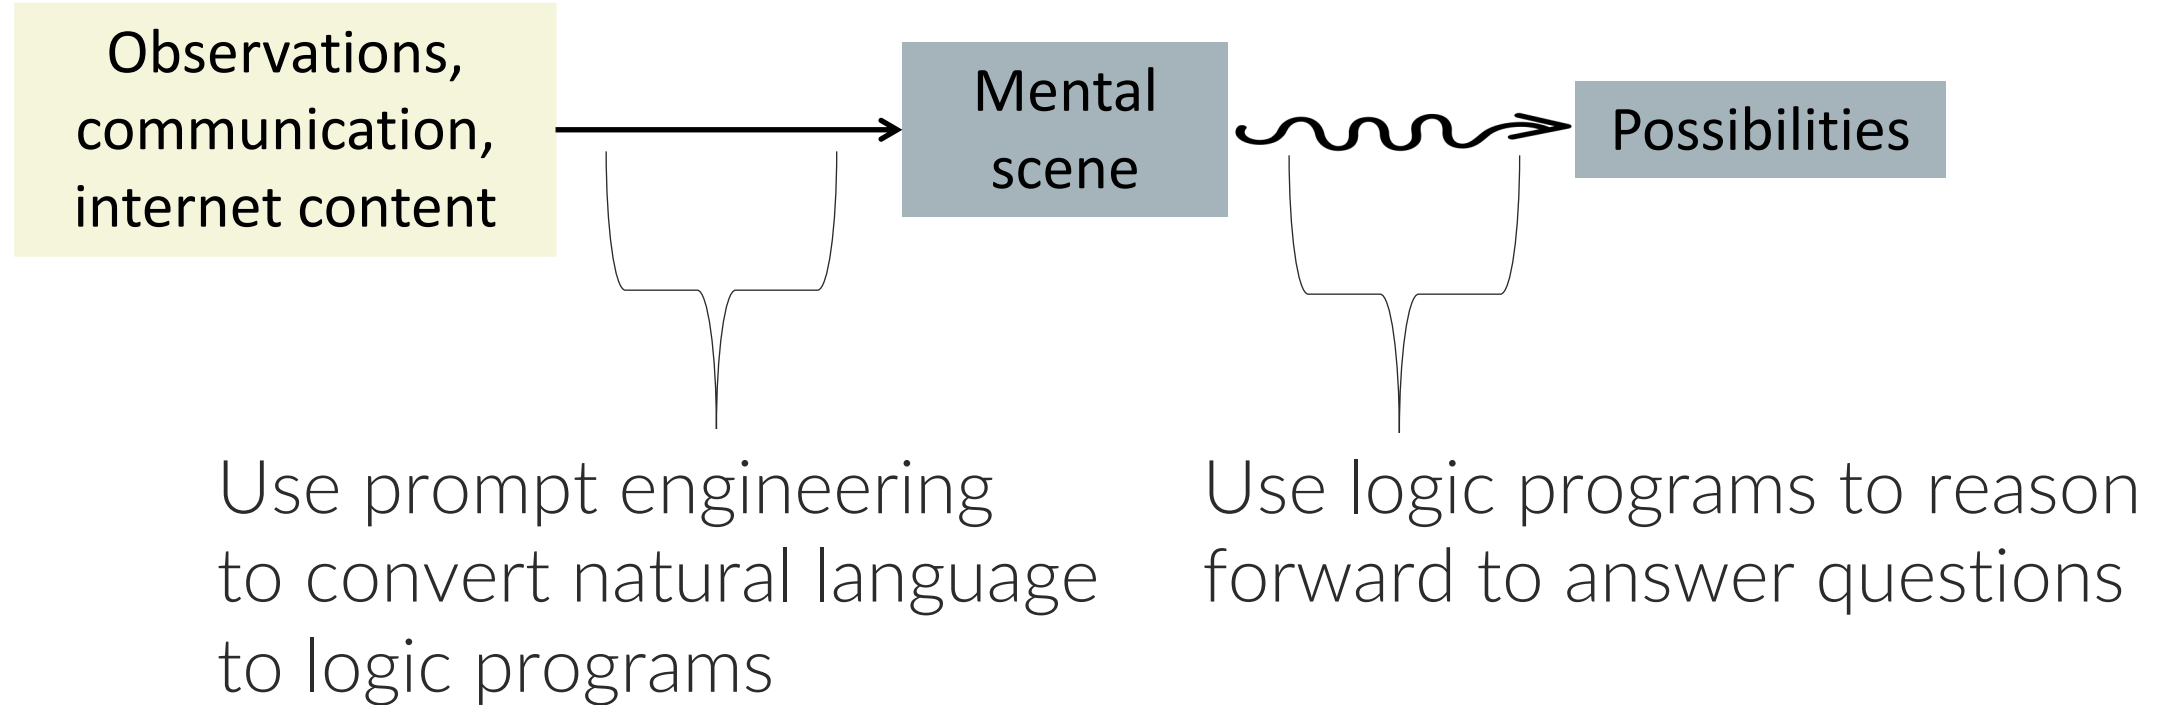 Observations,
communication,
internet content
Mental
scene
Possibilities
Use prompt engineering
to convert natural language
to logic programs
Use logic programs to reason
forward to answer questions